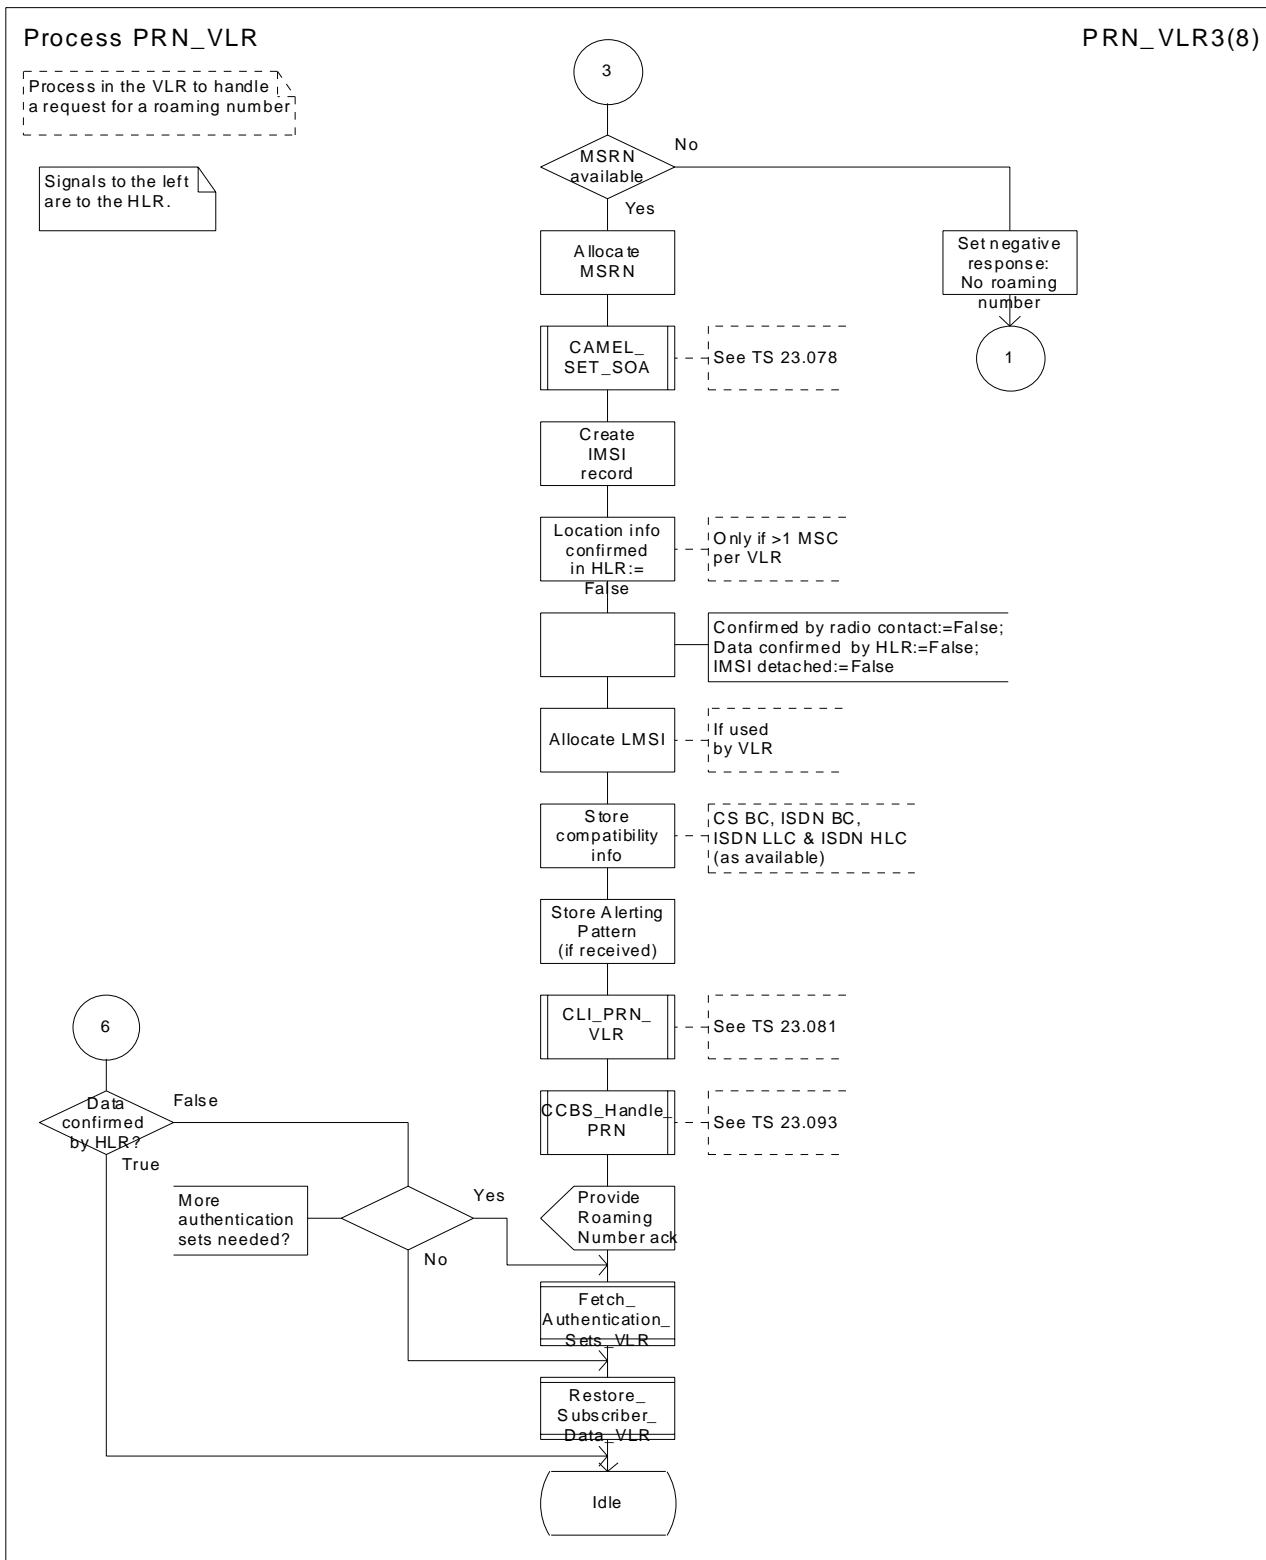 Process PRN_VLR
PRN_VLR3(8)
Process in the VLR to handle
a request for a roaming number
Signals to the left
are to the HLR.
3
MSRN
available
No
Yes
Allocate
MSRN
Set negative
response:
No roaming
number
CAMEL_
SET_SOA
See TS 23.078
1
Create
IMSI
record
Location info
confirmed
in HLR:=
False
Only if >1 MSC
per VLR
Confirmed by radio contact:=False;
Data confirmed by HLR:=False;
IMSI detached:=False
Allocate LMSI
If used
by VLR
Store
compatibility
info
CS BC, ISDN BC,
ISDN LLC & ISDN HLC
(as available)
Store Alerting
Pattern
(if received)
6
CLI_PRN_
VLR
See TS 23.081
Data
confirmed
by HLR?
False
True
CCBS_Handle_
PRN
See TS 23.093
More
authentication
sets needed?
Yes
No
Provide
Roaming
Number ack
Fetch_
Authentication_
Sets_VLR
Restore_
Subscriber_
Data_VLR
Idle